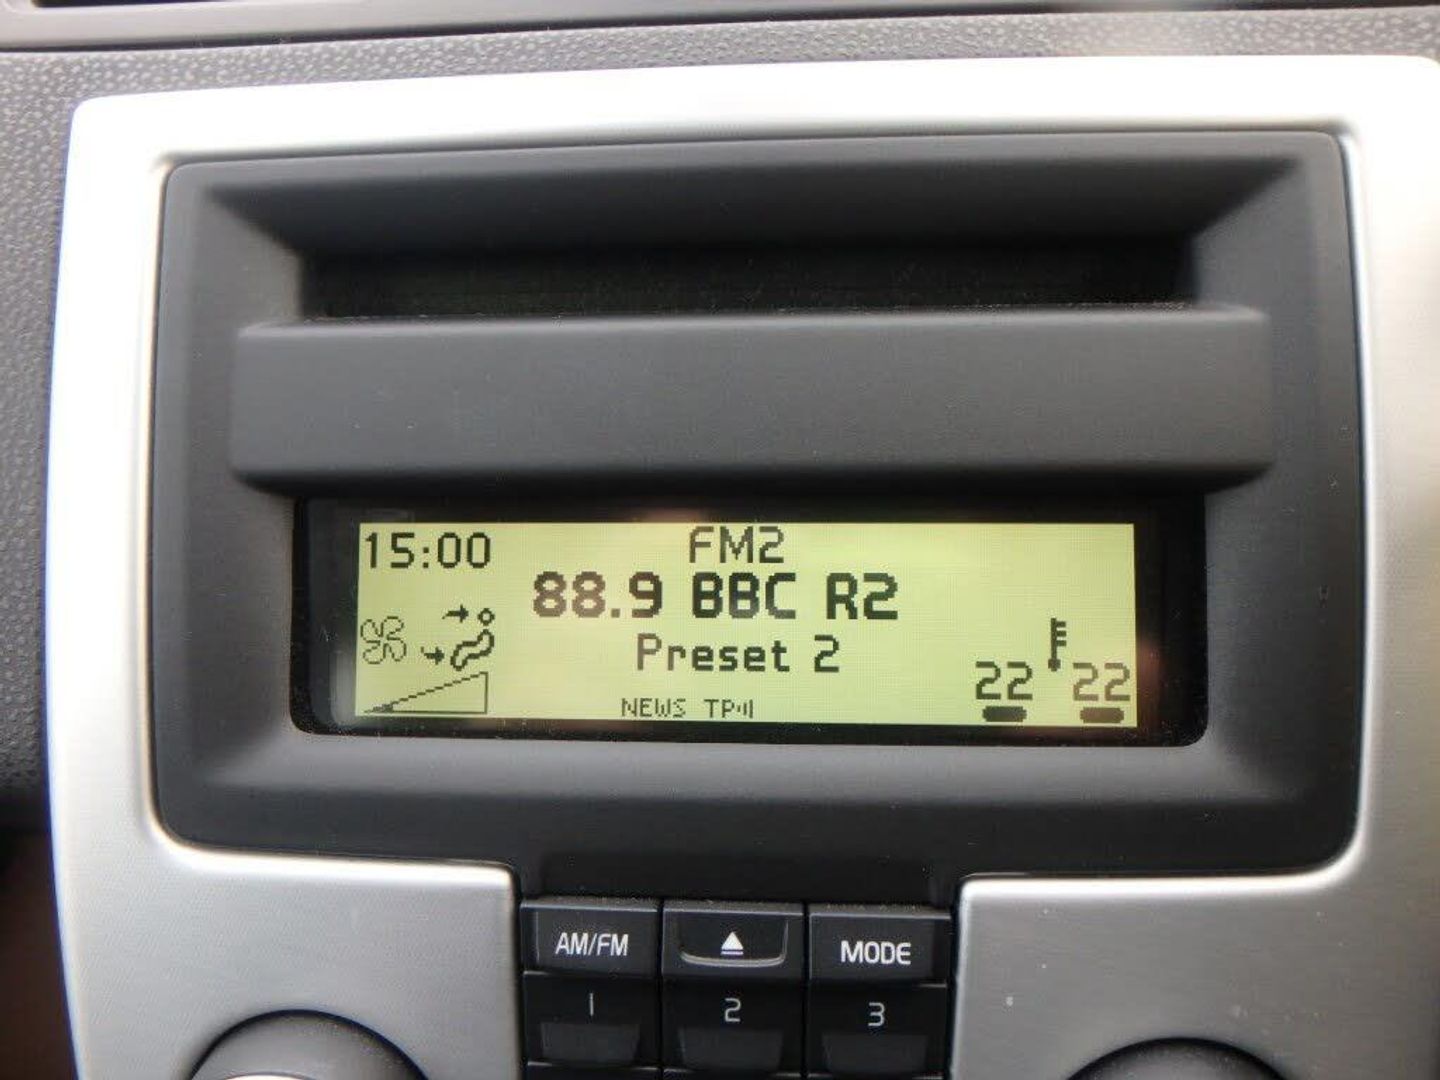 15:00 FM2
88.9 BBC R2
Preset 2
22 22
NEWS TP
AM/FM MODE
1 2 3